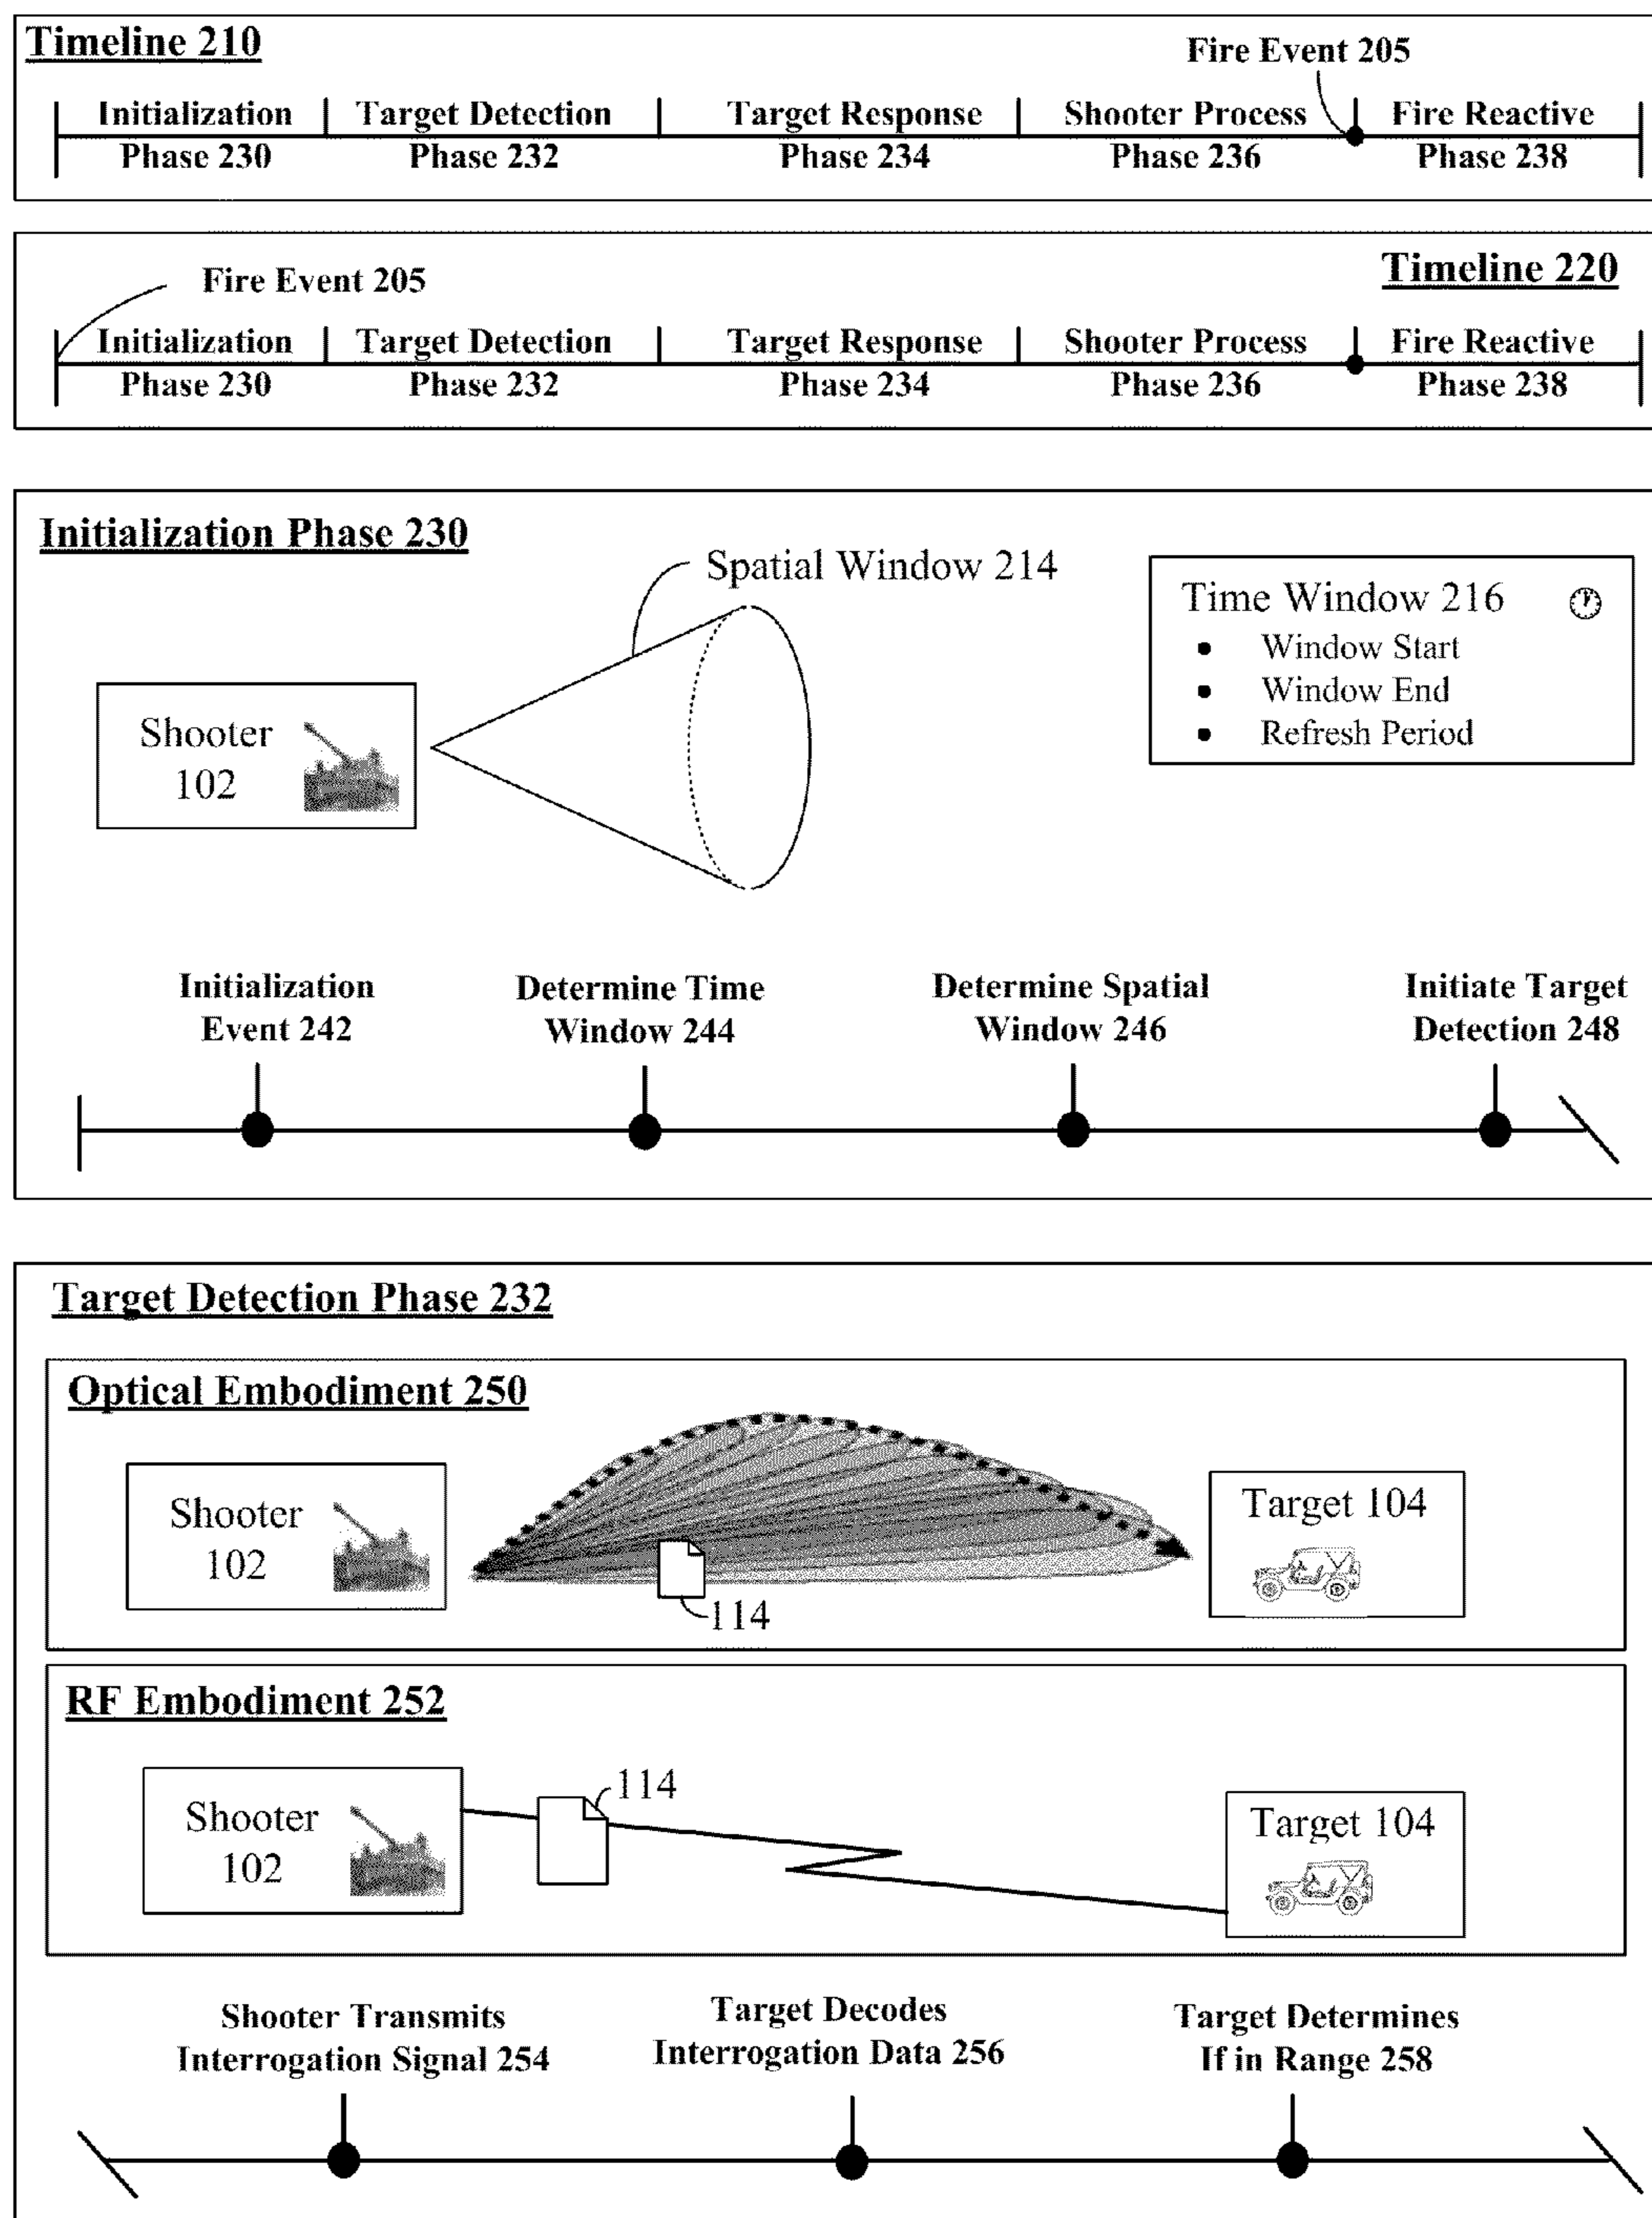 Timeline 210
Fire Event 205
Initialization Target Detection Target Response Shooter Process Fire Reactive
Phase 230 Phase 232 Phase 234 Phase 236 Phase 238
Timeline 220
Fire Event 205
Initialization Target Detection Target Response Shooter Process Fire Reactive
Phase 230 Phase 232 Phase 234 Phase 236 Phase 238
Initialization Phase 230
Spatial Window 214
Time Window 216
• Window Start
• Window End
• Refresh Period
Shooter
102
Initialization
Event 242
Determine Time
Window 244
Determine Spatial
Window 246
Initiate Target
Detection 248
Target Detection Phase 232
Optical Embodiment 250
Shooter
102
114
Target 104
RF Embodiment 252
Shooter
102
114
Target 104
Shooter Transmits
Interrogation Signal 254
Target Decodes
Interrogation Data 256
Target Determines
If in Range 258